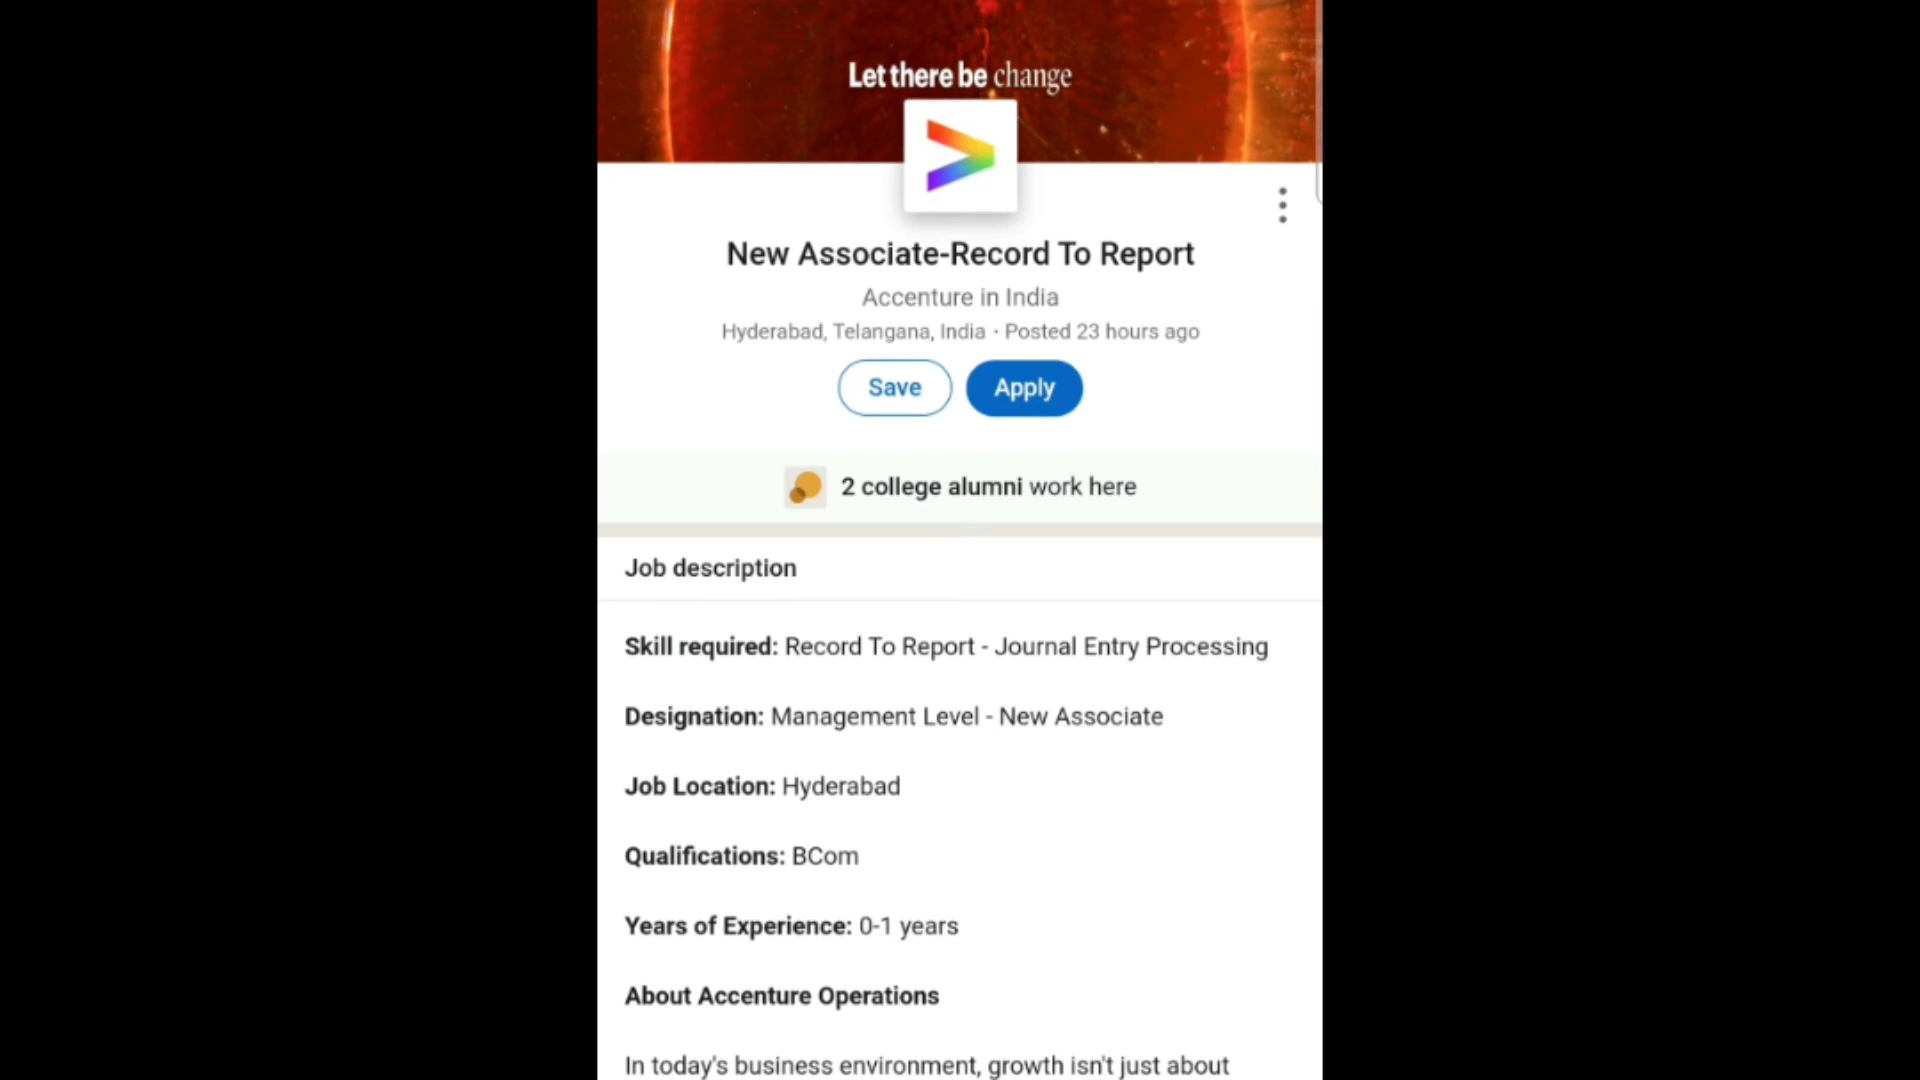 Let there be change
New Associate-Record To Report
Accenture in India
Hyderabad, Telangana, India · Posted 23 hours ago
Save Apply
2 college alumni work here
Job description
Skill required: Record To Report - Journal Entry Processing
Designation: Management Level - New Associate
Job Location: Hyderabad
Qualifications: BCom
Years of Experience: 0-1 years
About Accenture Operations
In today's business environment, growth isn't just about